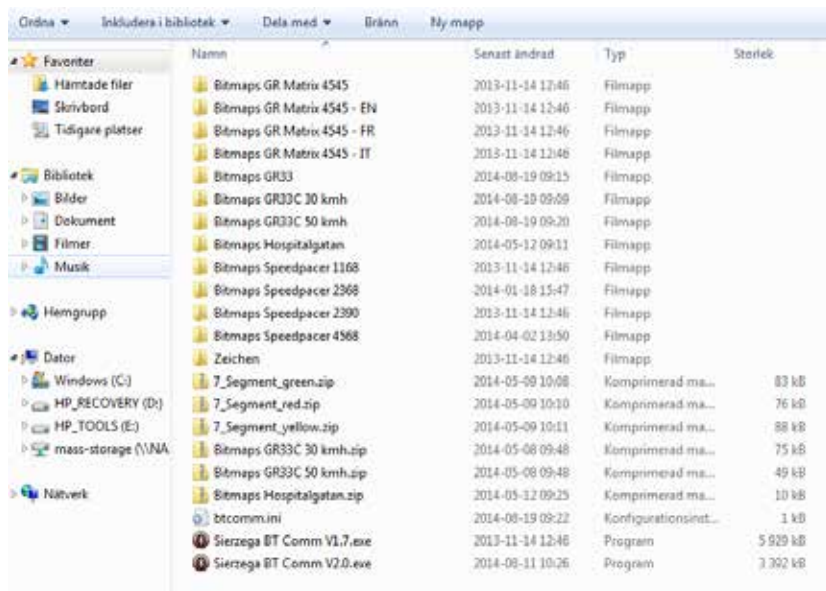 Ordna Inkludera i bibliotek Dela med Bränn Ny mapp
Favoriter
Hämtade filer
Skrivbord
Tidigare platser
Bibliotek
Bilder
Dokument
Filmer
Musik
Hemgrupp
Dator
Windows (C:)
HP_RECOVERY (D:)
HP_TOOLS (E:)
mass-storage (\\NA
Nätverk
Namn Senast ändrad Typ Storlek
Bitmaps GR Matrix 4545 2013-11-14 12:46 Filmapp
Bitmaps GR Matrix 4545 - EN 2013-11-14 12:46 Filmapp
Bitmaps GR Matrix 4545 - FR 2013-11-14 12:46 Filmapp
Bitmaps GR Matrix 4545 - IT 2013-11-14 12:46 Filmapp
Bitmaps GR33 2014-08-19 09:15 Filmapp
Bitmaps GR33C 30 kmh 2014-08-19 09:09 Filmapp
Bitmaps GR33C 50 kmh 2014-08-19 09:20 Filmapp
Bitmaps Hospitalgatan 2014-05-12 09:11 Filmapp
Bitmaps Speedpacer 1168 2013-11-14 12:46 Filmapp
Bitmaps Speedpacer 2368 2014-01-18 15:47 Filmapp
Bitmaps Speedpacer 2390 2013-11-14 12:46 Filmapp
Bitmaps Speedpacer 4568 2014-04-02 13:50 Filmapp
Zeichen 2013-11-14 12:46 Filmapp
7_Segment_green.zip 2014-05-09 10:08 Komprimerad ma... 83 kB
7_Segment_red.zip 2014-05-09 10:10 Komprimerad ma... 76 kB
7_Segment_yellow.zip 2014-05-09 10:11 Komprimerad ma... 88 kB
Bitmaps GR33C 30 kmh.zip 2014-05-08 09:48 Komprimerad ma... 75 kB
Bitmaps GR33C 50 kmh.zip 2014-05-08 09:48 Komprimerad ma... 49 kB
Bitmaps Hospitalgatan.zip 2014-05-12 09:25 Komprimerad ma... 10 kB
btcomm.ini 2014-08-19 09:22 Konfigurationsinst... 1 kB
Sierzega BT Comm V1.7.exe 2013-11-14 12:46 Program 5 929 kB
Sierzega BT Comm V2.0.exe 2014-08-11 10:26 Program 3 392 kB